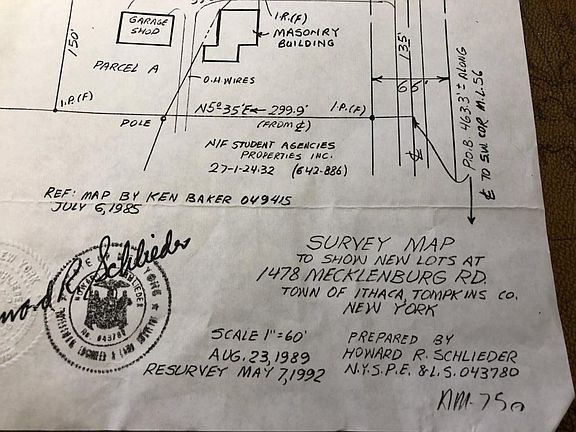 GARAGE
SHOP
I.R.(F)
MASONRY
BUILDING
150'
PARCEL A
O.H. WIRES
135'
66'
P.O.B. 463.3' ± ALONG
℄ TO S.W. COR M.L. 56
I.P.(F)
N5° 35'E 299.9'
I.P.(F)
POLE
(FROM ℄)
℄
N/F STUDENT AGENCIES
PROPERTIES INC.
27-1-24.32 (642-886)
REF: MAP BY KEN BAKER 049415
JULY 6, 1985
Howard R. Schlieder
SURVEY MAP
TO SHOW NEW LOTS AT
1478 MECKLENBURG RD.
TOWN OF ITHACA, TOMPKINS CO.
NEW YORK
SCALE 1"=60'
AUG. 23, 1989
RESURVEY MAY 7, 1992
PREPARED BY
HOWARD R. SCHLIEDER
N.Y.S.P.E. & L.S. 043780